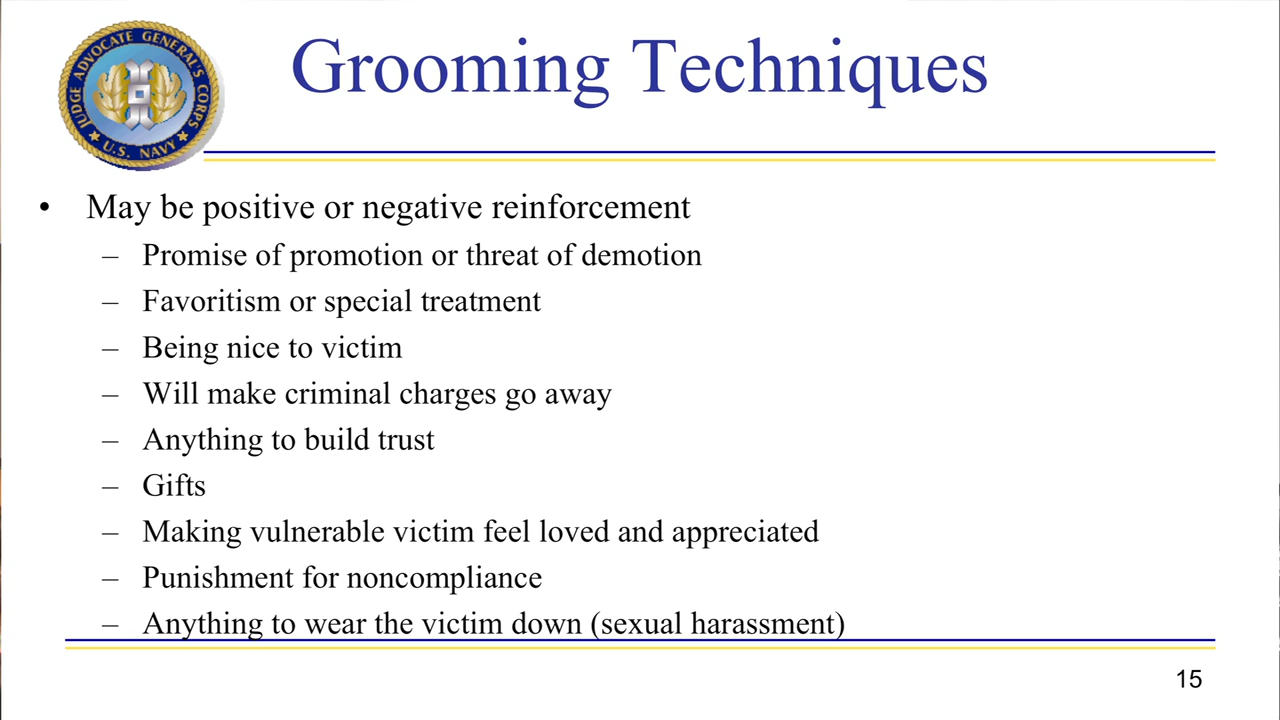 JUDGE ADVOCATE GENERAL'S CORPS
U.S. NAVY
Grooming Techniques
• May be positive or negative reinforcement
– Promise of promotion or threat of demotion
– Favoritism or special treatment
– Being nice to victim
– Will make criminal charges go away
– Anything to build trust
– Gifts
– Making vulnerable victim feel loved and appreciated
– Punishment for noncompliance
– Anything to wear the victim down (sexual harassment)
15